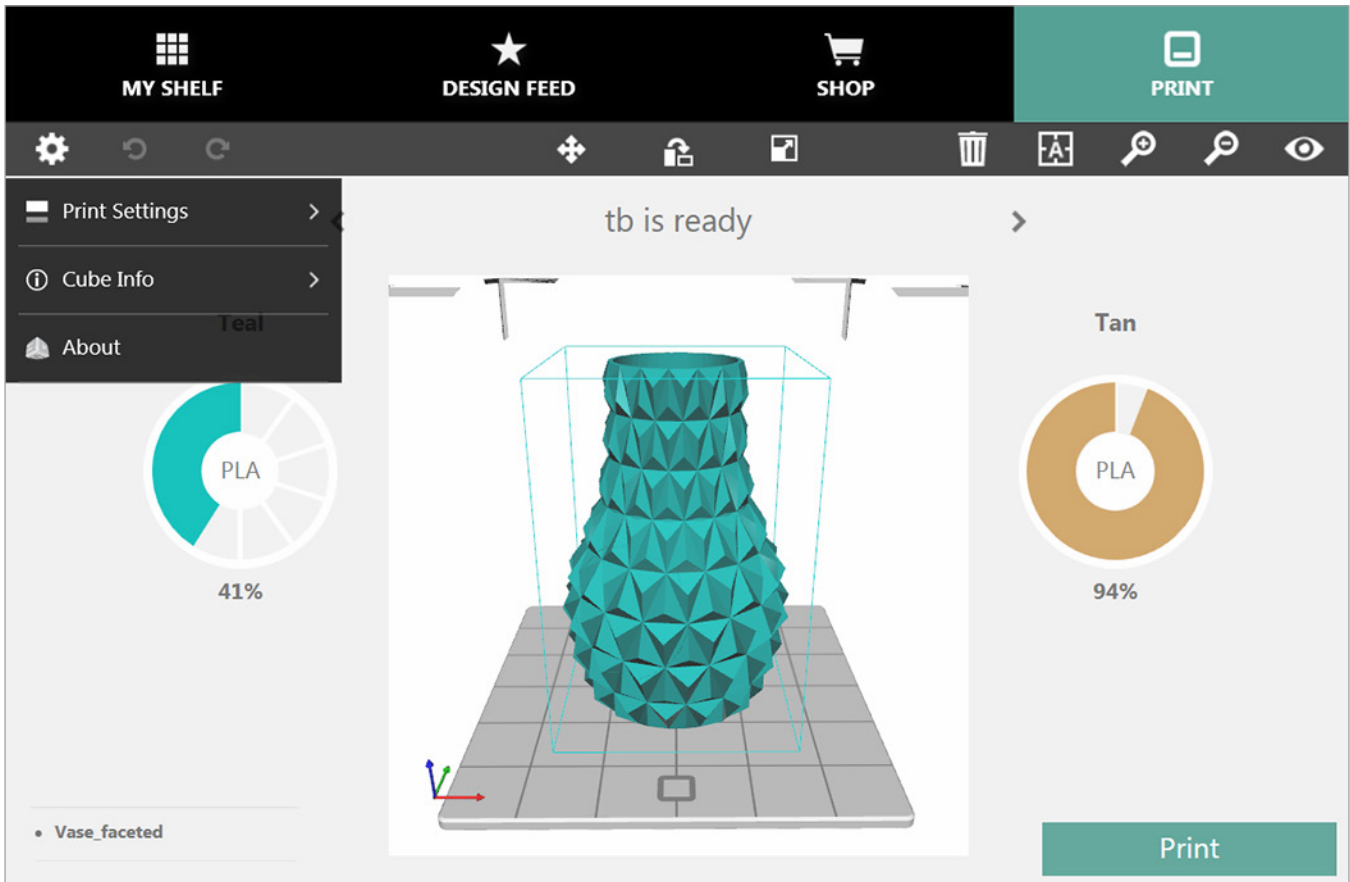 MY SHELF
DESIGN FEED
SHOP
PRINT
A
Print Settings
tb is ready
Cube Info
Teal
Tan
About
PLA
PLA
41%
94%
Vase_faceted
Print